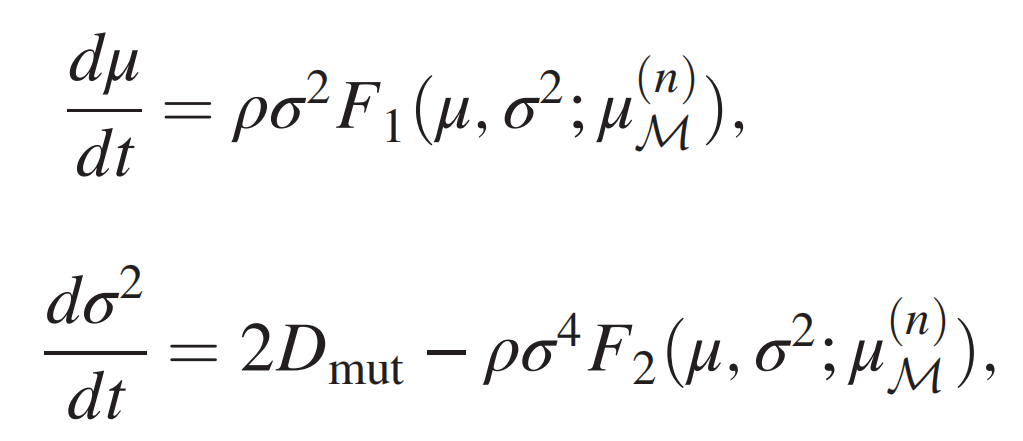 dμ/dt = ρσ²F₁(μ, σ²; μ_ℳ^(n)),
dσ²/dt = 2D_mut − ρσ⁴F₂(μ, σ²; μ_ℳ^(n)),